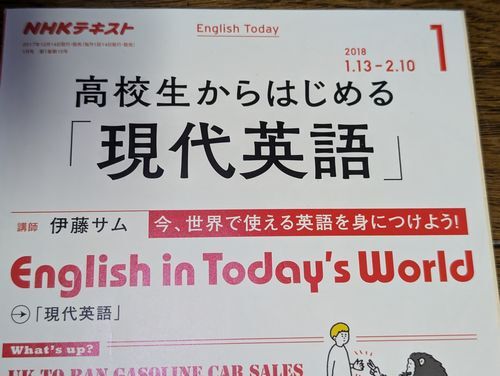 NHKテキスト
English Today
2018
1.13-2.10
1
高校生からはじめる
「現代英語」
講師 伊藤サム
今、世界で使える英語を身につけよう!
English in Today's World
→「現代英語」
What's up?
UK TO BAN GASOLINE CAR SALES